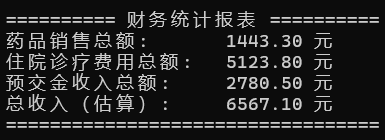 ========== 财务统计报表 ==========
药品销售总额:      1443.30 元
住院诊疗费用总额:  5123.80 元
预交金收入总额:    2780.50 元
总收入 (估算) :    6567.10 元
==================================